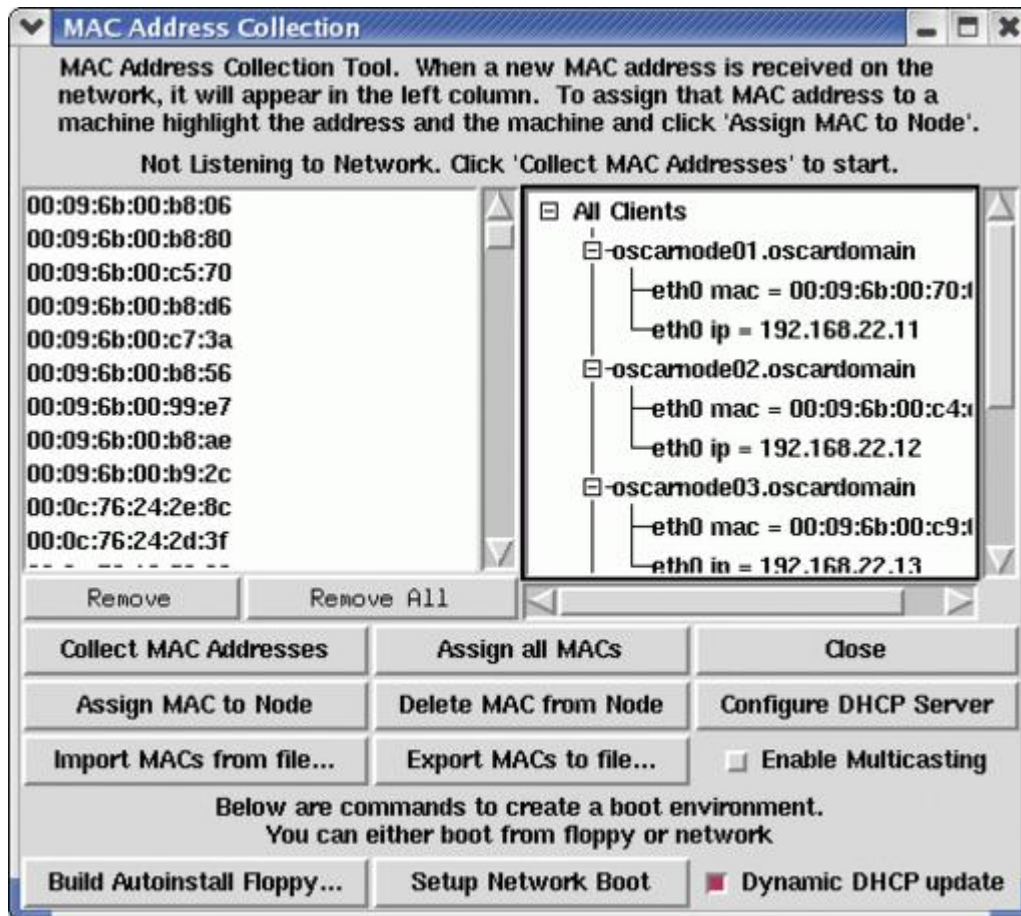 MAC Address Collection
MAC Address Collection Tool. When a new MAC address is received on the
network, it will appear in the left column. To assign that MAC address to a
machine highlight the address and the machine and click 'Assign MAC to Node'.
Not Listening to Network. Click 'Collect MAC Addresses' to start.
00:09:6b:00:b8:06
00:09:6b:00:b8:80
00:09:6b:00:c5:70
00:09:6b:00:b8:d6
00:09:6b:00:c7:3a
00:09:6b:00:b8:56
00:09:6b:00:99:e7
00:09:6b:00:b8:ae
00:09:6b:00:b9:2c
00:0c:76:24:2e:8c
00:0c:76:24:2d:3f
All Clients
oscarnode01.oscardomain
eth0 mac = 00:09:6b:00:70:
eth0 ip = 192.168.22.11
oscarnode02.oscardomain
eth0 mac = 00:09:6b:00:c4:
eth0 ip = 192.168.22.12
oscarnode03.oscardomain
eth0 mac = 00:09:6b:00:c9:
eth0 ip = 192.168.22.13
Remove Remove All
Collect MAC Addresses Assign all MACs Close
Assign MAC to Node Delete MAC from Node Configure DHCP Server
Import MACs from file... Export MACs to file... Enable Multicasting
Below are commands to create a boot environment.
You can either boot from floppy or network
Build Autoinstall Floppy... Setup Network Boot Dynamic DHCP update